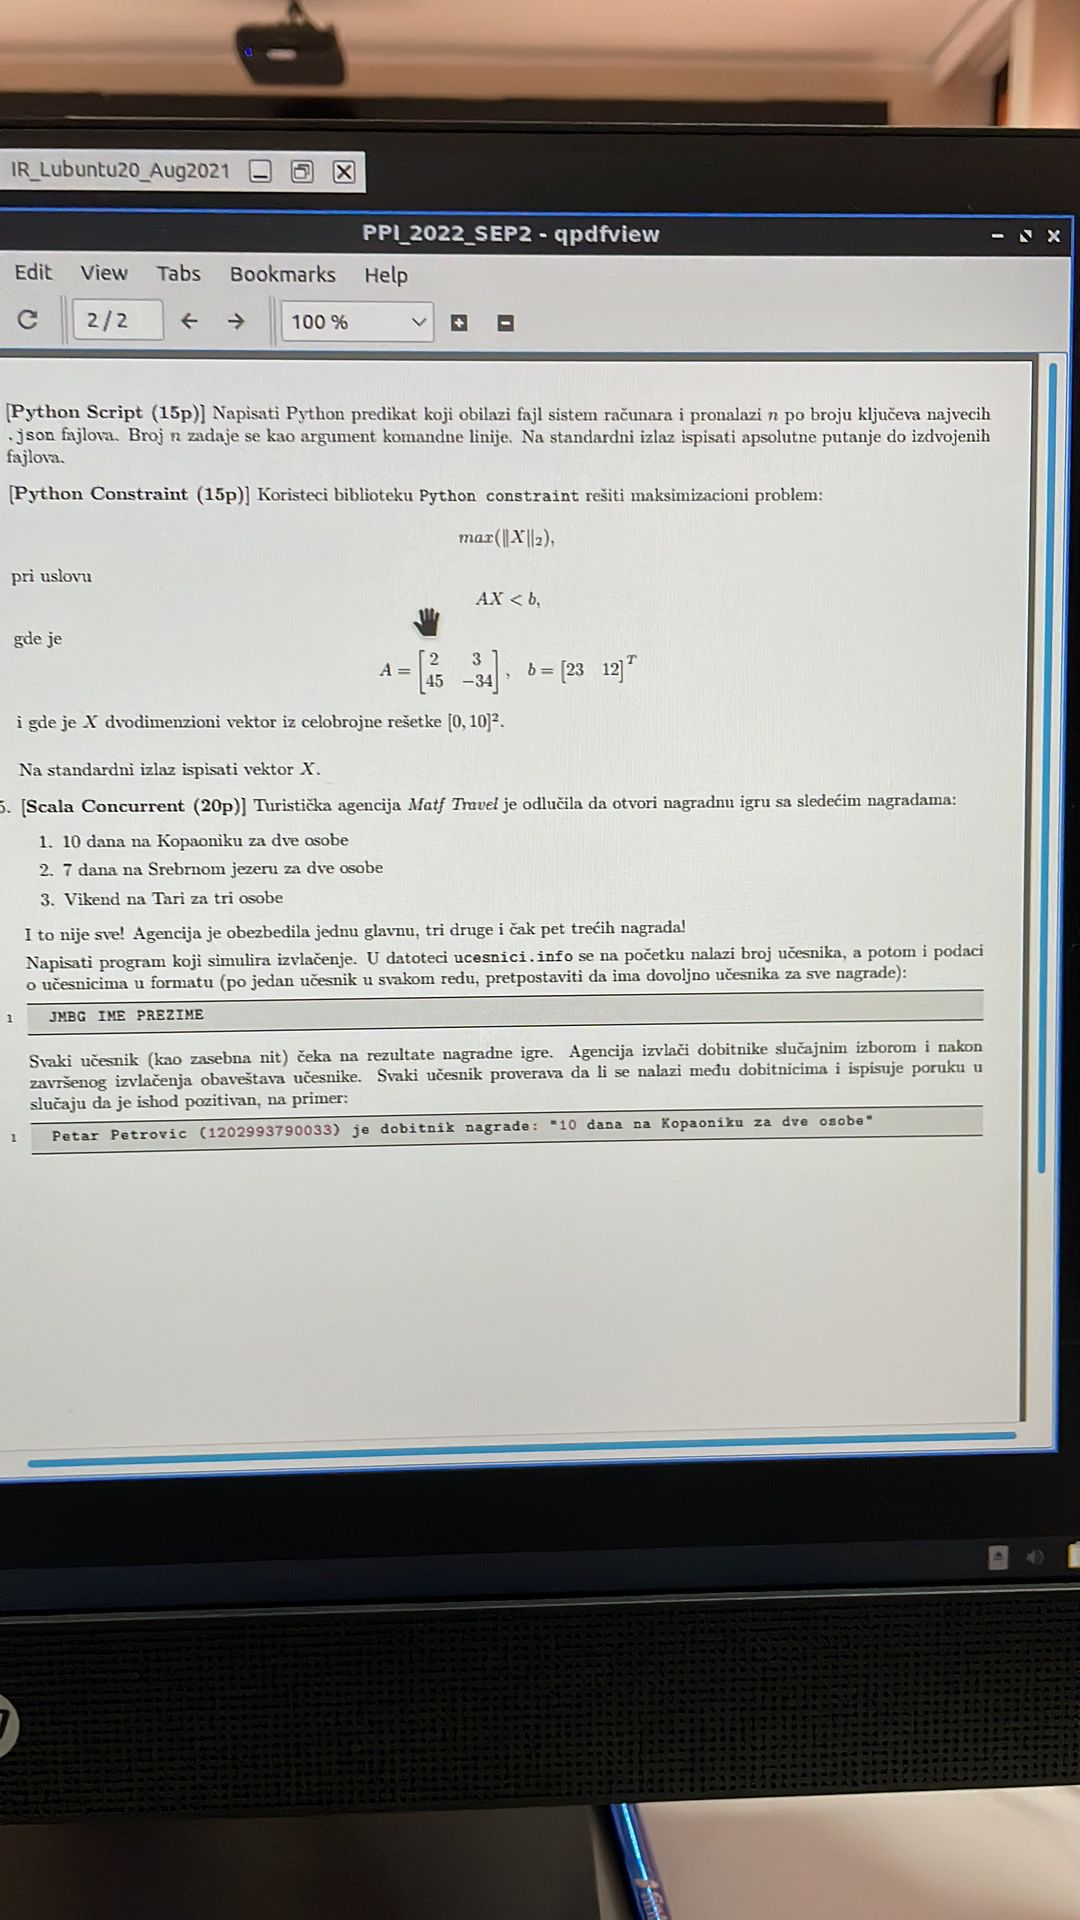 IR_Lubuntu20_Aug2021
PPI_2022_SEP2 - qpdfview
Edit View Tabs Bookmarks Help
2/2 100 %
[Python Script (15p)] Napisati Python predikat koji obilazi fajl sistem računara i pronalazi n po broju ključeva najvecih
.json fajlova. Broj n zadaje se kao argument komandne linije. Na standardni izlaz ispisati apsolutne putanje do izdvojenih
fajlova.
[Python Constraint (15p)] Koristeci biblioteku Python constraint rešiti maksimizacioni problem:
max(||X||₂),
pri uslovu
AX < b,
gde je
A = [2 3; 45 −34], b = [23 12]ᵀ
i gde je X dvodimenzioni vektor iz celobrojne rešetke [0, 10]².
Na standardni izlaz ispisati vektor X.
5. [Scala Concurrent (20p)] Turistička agencija Matf Travel je odlučila da otvori nagradnu igru sa sledećim nagradama:
1. 10 dana na Kopaoniku za dve osobe
2. 7 dana na Srebrnom jezeru za dve osobe
3. Vikend na Tari za tri osobe
I to nije sve! Agencija je obezbedila jednu glavnu, tri druge i čak pet trećih nagrada!
Napisati program koji simulira izvlačenje. U datoteci ucesnici.info se na početku nalazi broj učesnika, a potom i podaci
o učesnicima u formatu (po jedan učesnik u svakom redu, pretpostaviti da ima dovoljno učesnika za sve nagrade):
1 JMBG IME PREZIME
Svaki učesnik (kao zasebna nit) čeka na rezultate nagradne igre. Agencija izvlači dobitnike slučajnim izborom i nakon
završenog izvlačenja obaveštava učesnike. Svaki učesnik proverava da li se nalazi među dobitnicima i ispisuje poruku u
slučaju da je ishod pozitivan, na primer:
1 Petar Petrovic (1202993790033) je dobitnik nagrade: "10 dana na Kopaoniku za dve osobe"